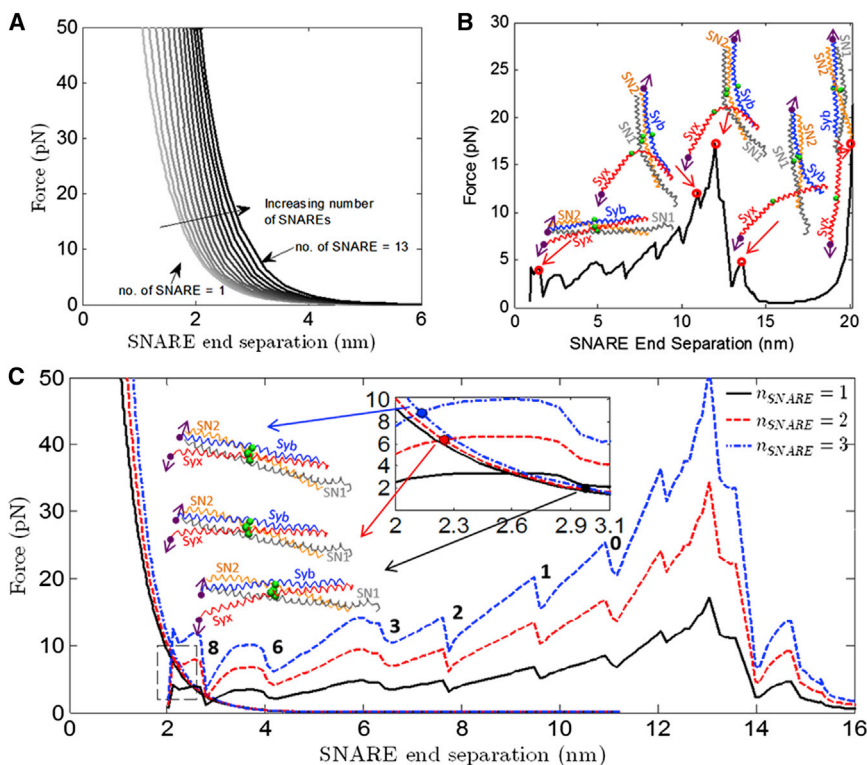 A
50
40
30
20
10
0
Force (pN)
Increasing number
of SNAREs
no. of SNARE = 13
no. of SNARE = 1
0
2
4
6
SNARE end separation (nm)
B
30
25
20
15
10
5
0
Force (pN)
SN2
Syb
Syx
SN1
SN2
Syb
Syx
SN1
SN2
Syb
Syx
SN1
SN1
SN2
Syb
Syx
SN1
SN2
Syb
Syx
0
5
10
15
20
SNARE End Separation (nm)
C
50
40
30
20
10
0
Force (pN)
SN2
Syb
Syx
SN1
SN2
Syb
Syx
SN1
SN2
Syb
Syx
SN1
10
8
6
4
2
2
2.3
2.6
2.9
3.1
n_SNARE = 1
n_SNARE = 2
n_SNARE = 3
8
6
3
2
1
0
0
2
4
6
8
10
12
14
16
SNARE end separation (nm)